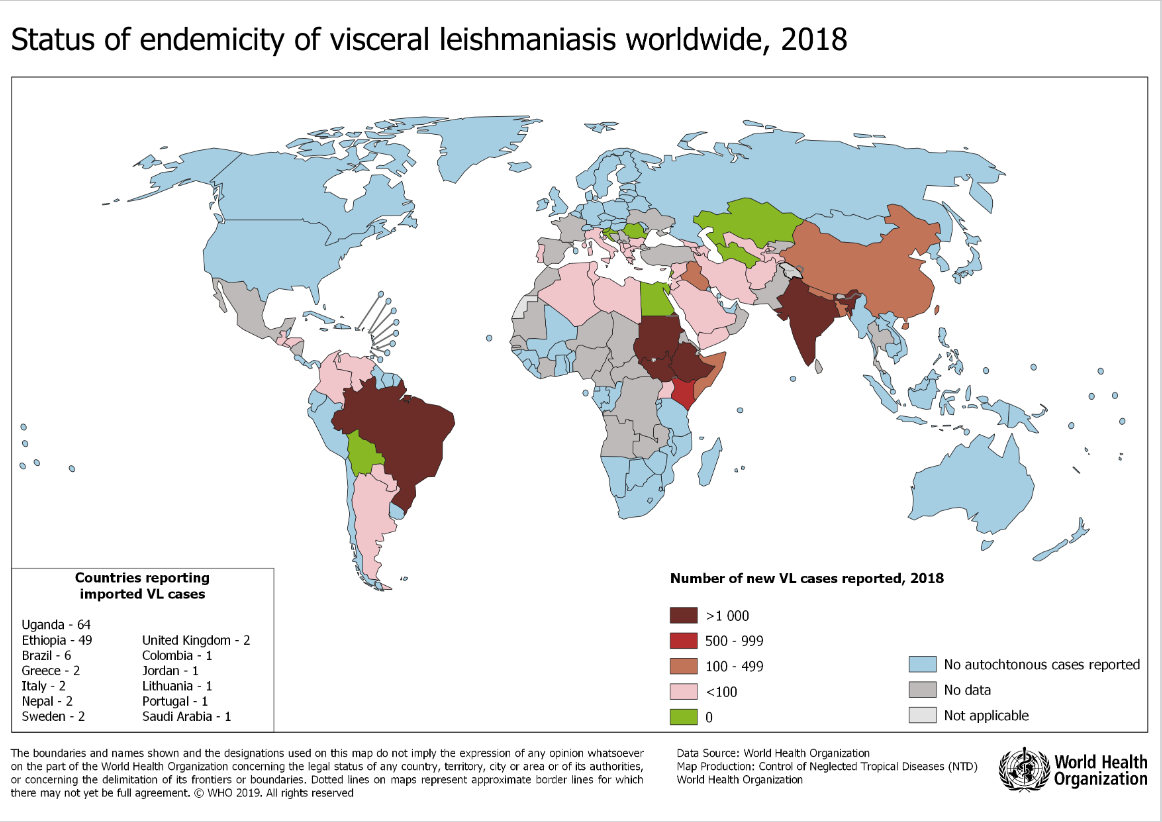 Status of endemicity of visceral leishmaniasis worldwide, 2018
Countries reporting
imported VL cases
Uganda - 64
Ethiopia - 49
Brazil - 6
Greece - 2
Italy - 2
Nepal - 2
Sweden - 2
United Kingdom - 2
Colombia - 1
Jordan - 1
Lithuania - 1
Portugal - 1
Saudi Arabia - 1
Number of new VL cases reported, 2018
>1 000
500 - 999
100 - 499
<100
0
No autochtonous cases reported
No data
Not applicable
The boundaries and names shown and the designations used on this map do not imply the expression of any opinion whatsoever
on the part of the World Health Organization concerning the legal status of any country, territory, city or area or of its authorities,
or concerning the delimitation of its frontiers or boundaries. Dotted lines on maps represent approximate border lines for which
there may not yet be full agreement. © WHO 2019. All rights reserved
Data Source: World Health Organization
Map Production: Control of Neglected Tropical Diseases (NTD)
World Health Organization
World Health
Organization